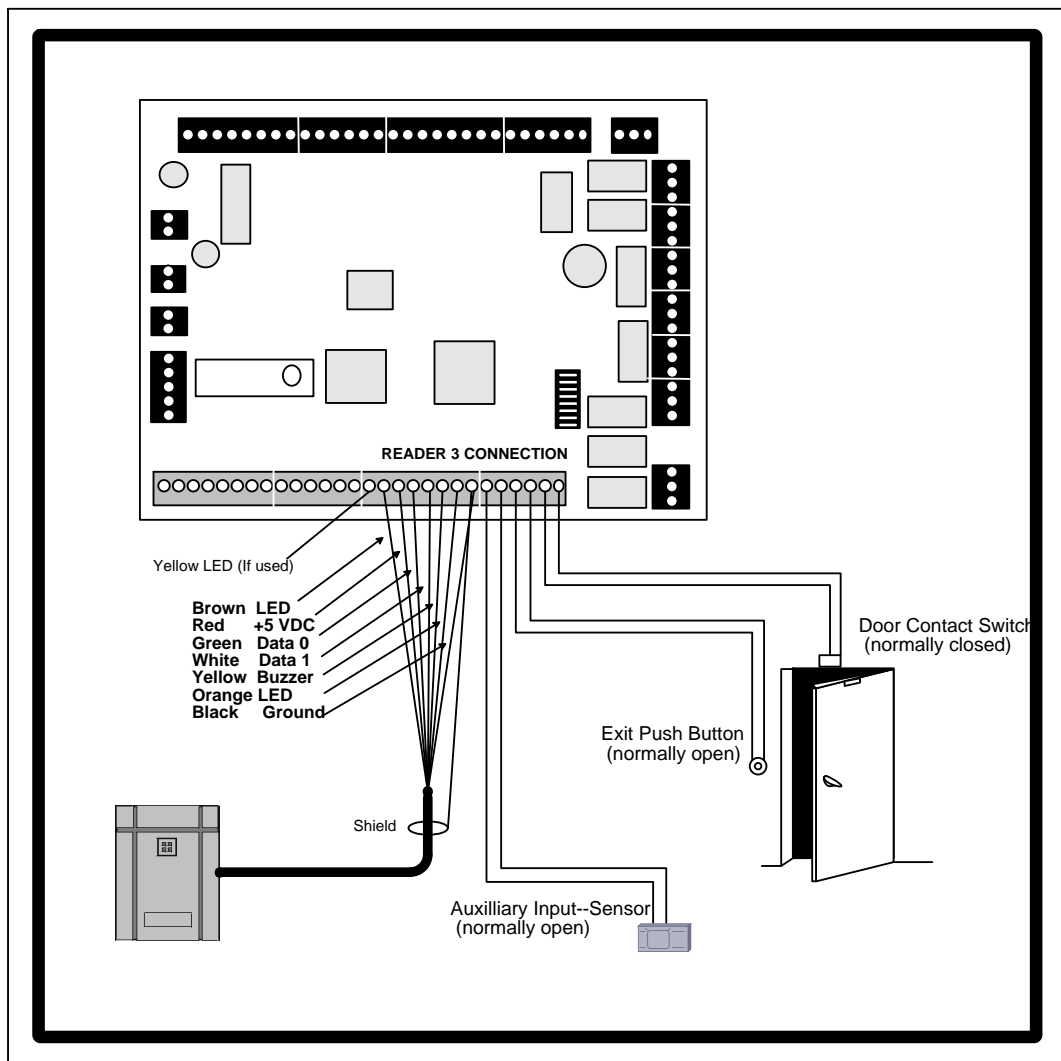 READER 3 CONNECTION
Yellow LED (If used)
Brown LED
Red +5 VDC
Green Data 0
White Data 1
Yellow Buzzer
Orange LED
Black Ground
Door Contact Switch
(normally closed)
Exit Push Button
(normally open)
Shield
Auxilliary Input--Sensor
(normally open)